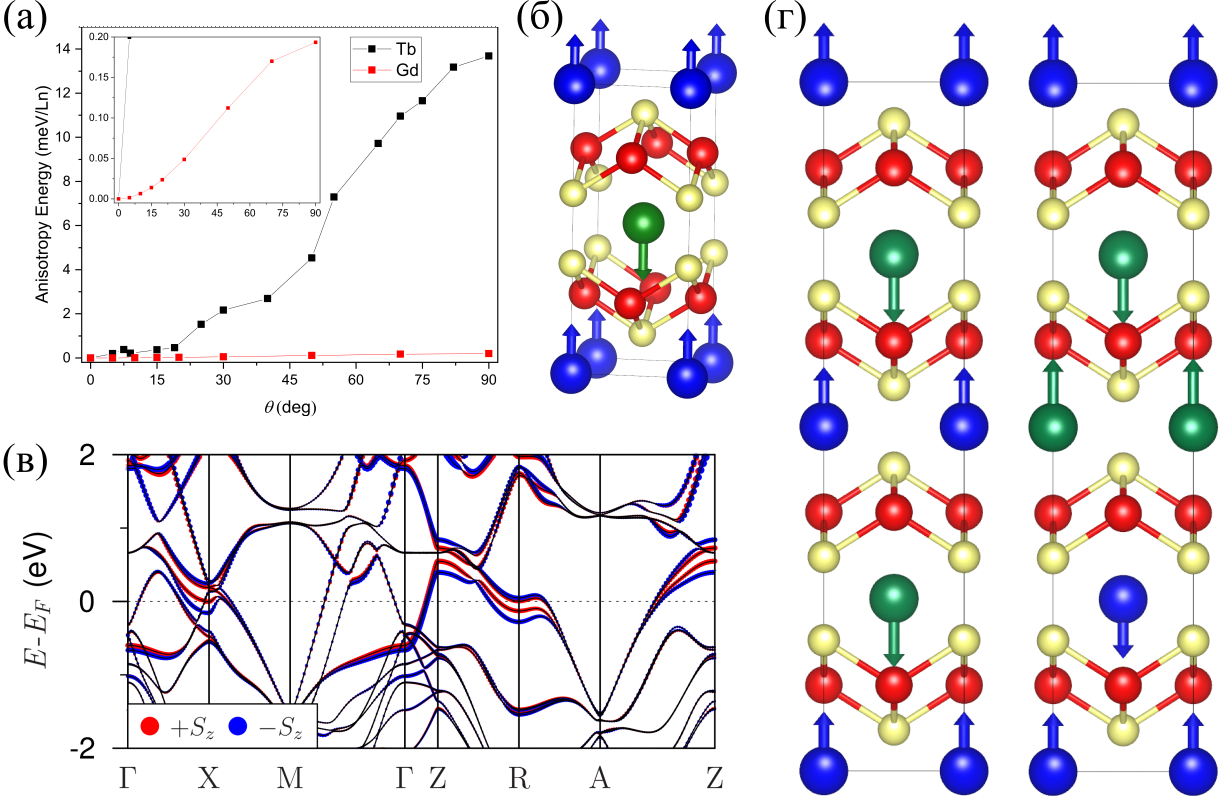 (а)
Anisotropy Energy (meV/Ln)
14
12
10
8
6
4
2
0
0 15 30 45 60 75 90
θ (deg)
0.20
0.15
0.10
0.05
0.00
0 15 30 45 60 75 90
Tb
Gd
(б)
(г)
(в)
E-E_F (eV)
2
0
-2
+S_z −S_z
Γ X M Γ Z R A Z